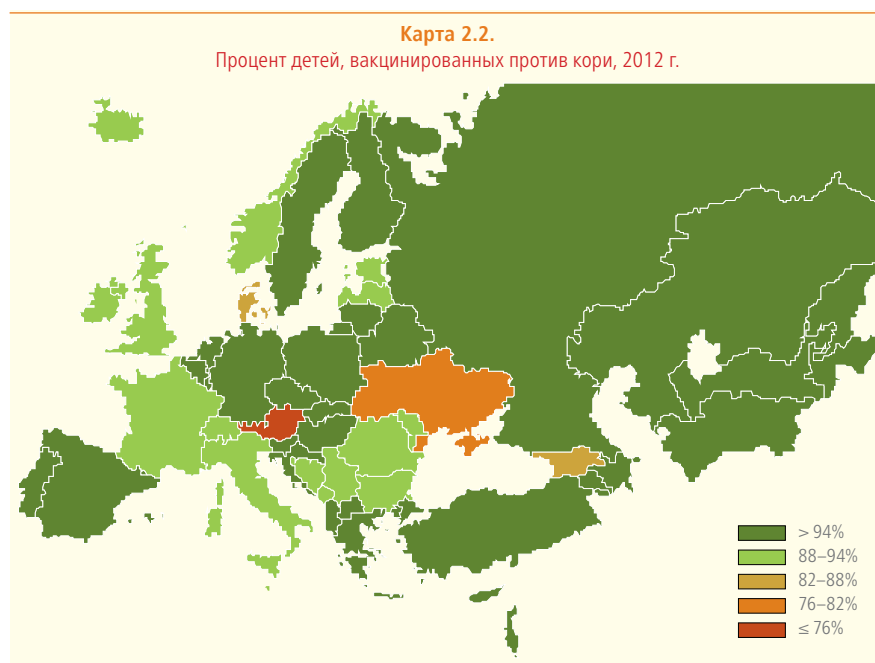 Карта 2.2.
Процент детей, вакцинированных против кори, 2012 г.
> 94%
88–94%
82–88%
76–82%
≤ 76%